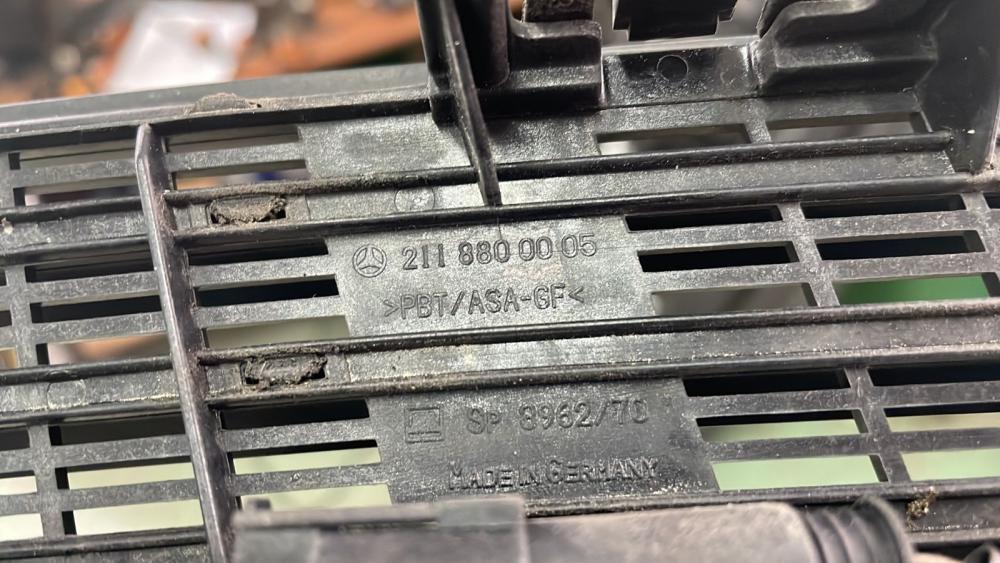 211 880 00 05
>PBT/ASA-GF<
SP 8962/70
MADE IN GERMANY